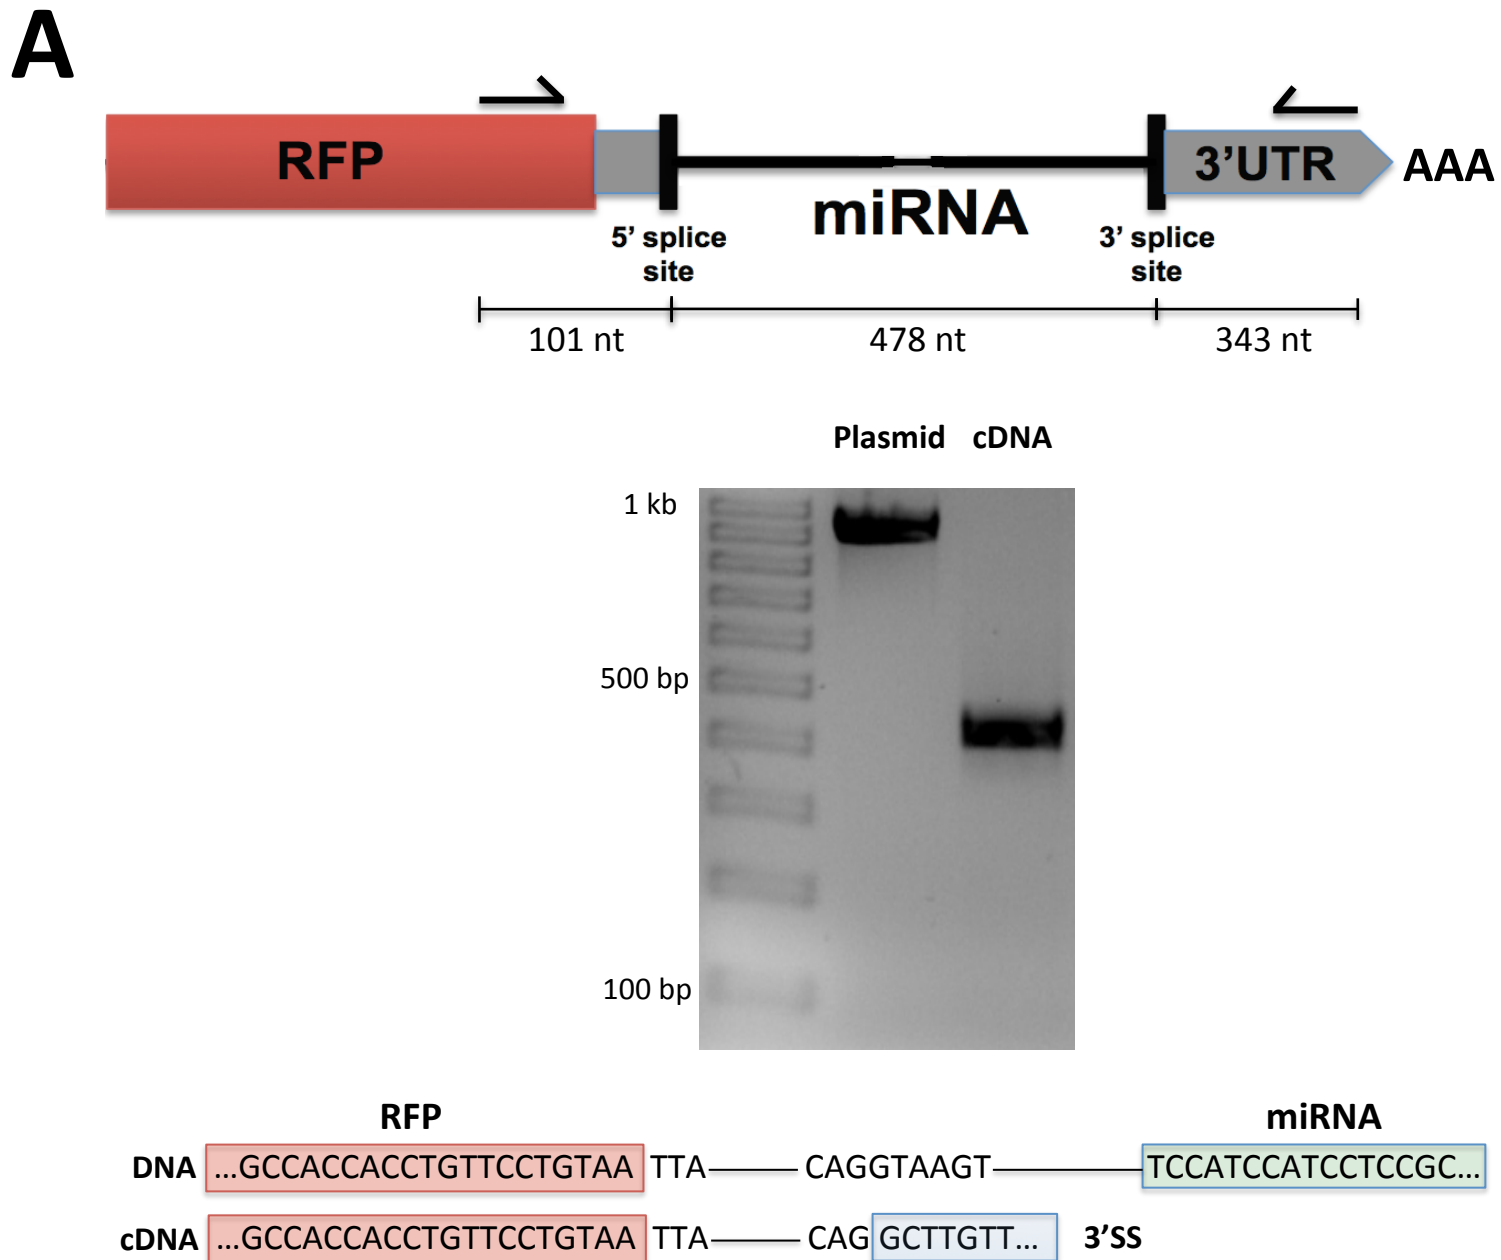 A
RFP
miRNA
3’UTR
AAA
5’ splice
site
3’ splice
site
101 nt
478 nt
343 nt
Plasmid cDNA
1 kb
500 bp
100 bp
RFP
miRNA
DNA ...GCCACCACCTGTTCCTGTAA TTA CAGGTAAGT TCCATCCATCCTCCGC...
cDNA ...GCCACCACCTGTTCCTGTAA TTA CAG GCTTGTT... 3’SS